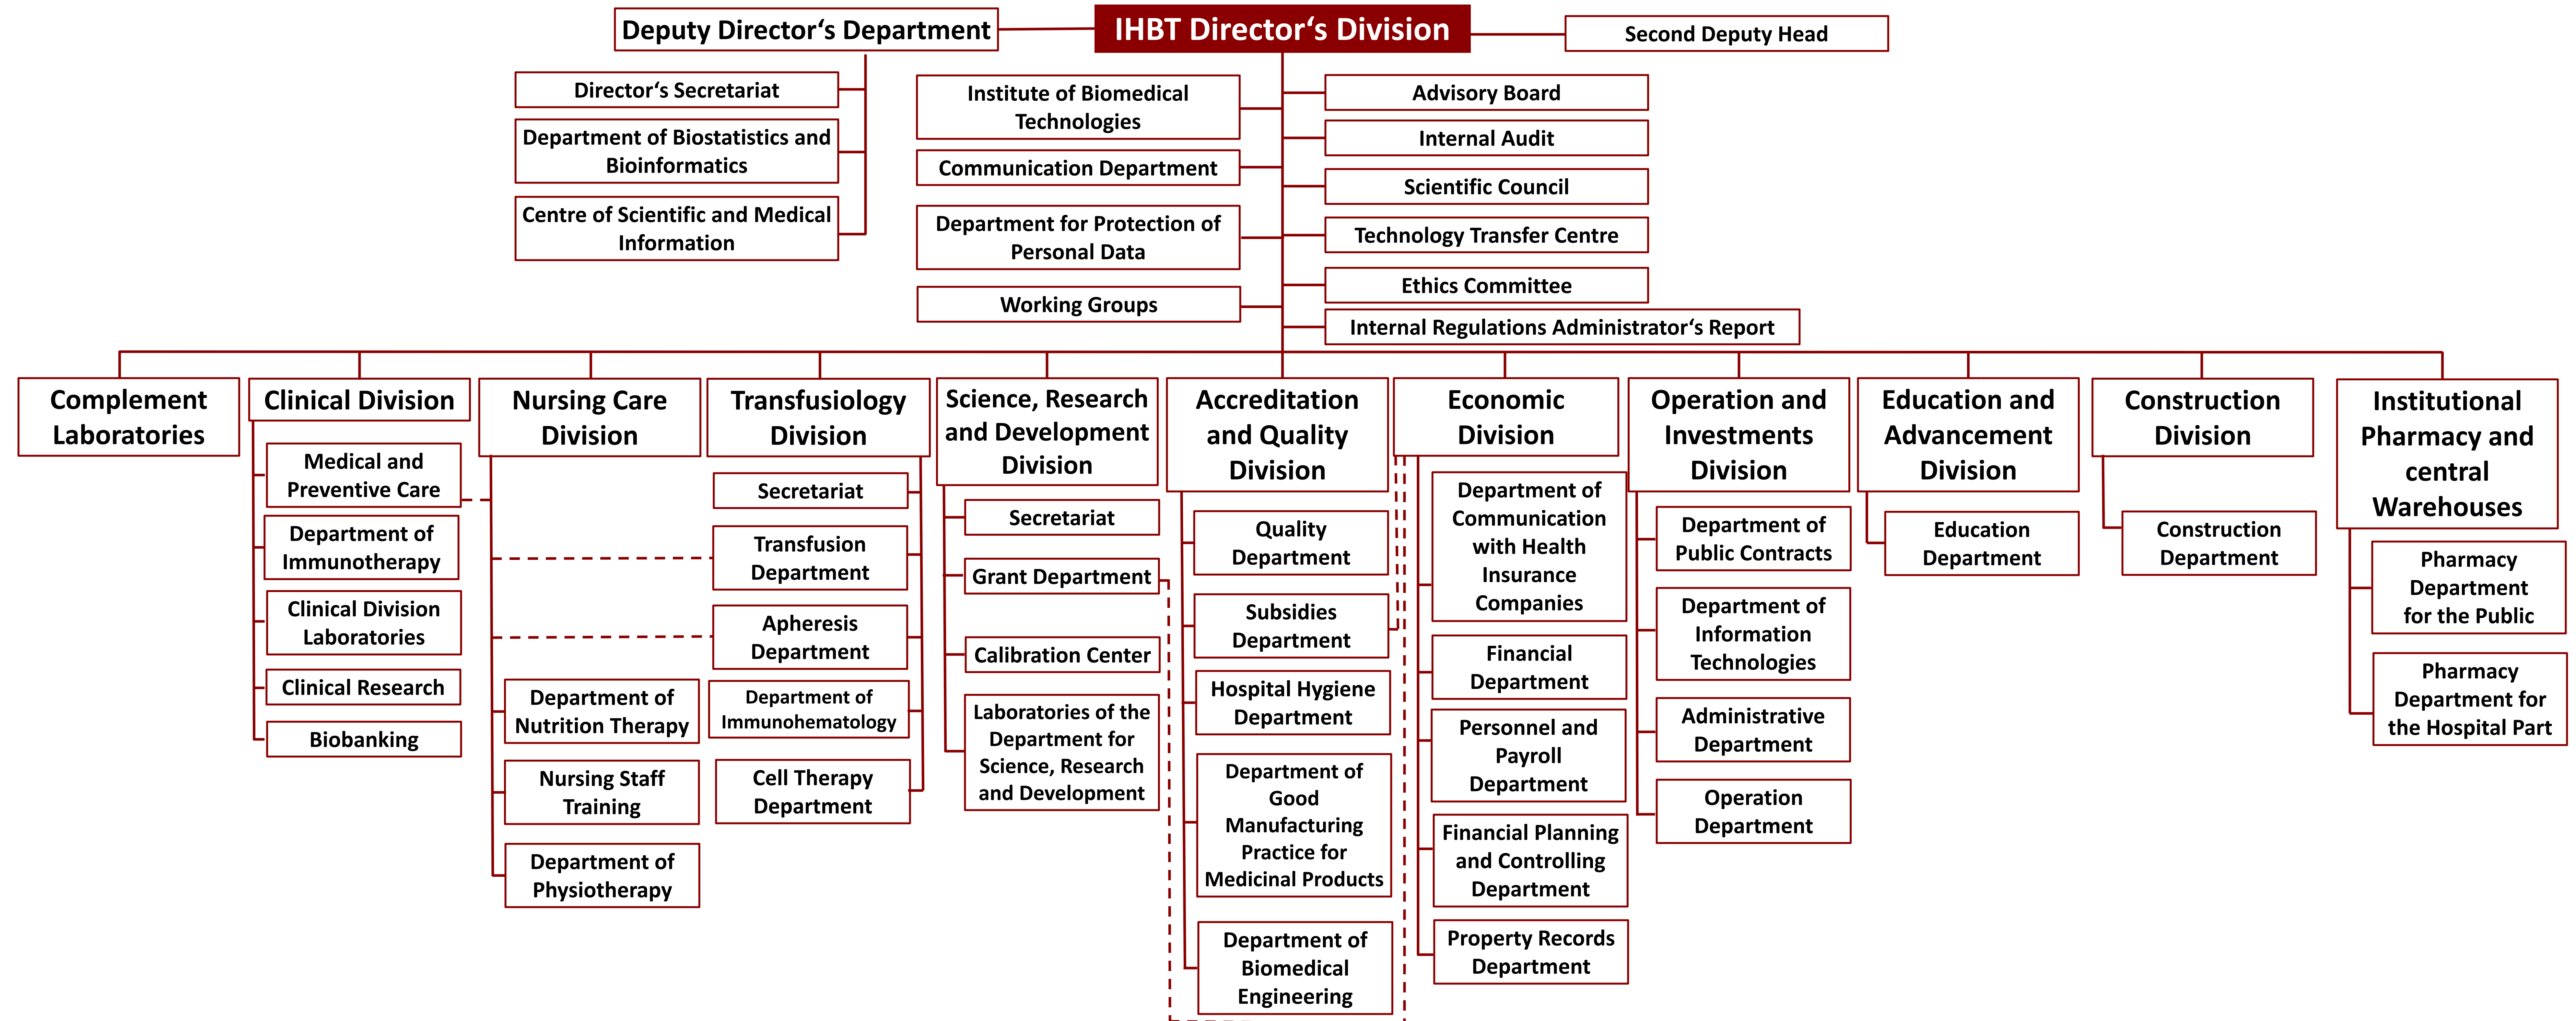 Deputy Director‘s Department
IHBT Director‘s Division
Second Deputy Head
Director‘s Secretariat
Department of Biostatistics and
Bioinformatics
Centre of Scientific and Medical
Information
Institute of Biomedical
Technologies
Communication Department
Department for Protection of
Personal Data
Working Groups
Advisory Board
Internal Audit
Scientific Council
Technology Transfer Centre
Ethics Committee
Internal Regulations Administrator‘s Report
Complement
Laboratories
Clinical Division
Medical and
Preventive Care
Department of
Immunotherapy
Clinical Division
Laboratories
Clinical Research
Biobanking
Nursing Care
Division
Department of
Nutrition Therapy
Nursing Staff
Training
Department of
Physiotherapy
Transfusiology
Division
Secretariat
Transfusion
Department
Apheresis
Department
Department of
Immunohematology
Cell Therapy
Department
Science, Research
and Development
Division
Secretariat
Grant Department
Calibration Center
Laboratories of the
Department for
Science, Research
and Development
Accreditation
and Quality
Division
Quality
Department
Subsidies
Department
Hospital Hygiene
Department
Department of
Good
Manufacturing
Practice for
Medicinal Products
Department of
Biomedical
Engineering
Economic
Division
Department of
Communication
with Health
Insurance
Companies
Financial
Department
Personnel and
Payroll
Department
Financial Planning
and Controlling
Department
Property Records
Department
Operation and
Investments
Division
Department of
Public Contracts
Department of
Information
Technologies
Administrative
Department
Operation
Department
Education and
Advancement
Division
Education
Department
Construction
Division
Construction
Department
Institutional
Pharmacy and
central
Warehouses
Pharmacy
Department
for the Public
Pharmacy
Department for
the Hospital Part